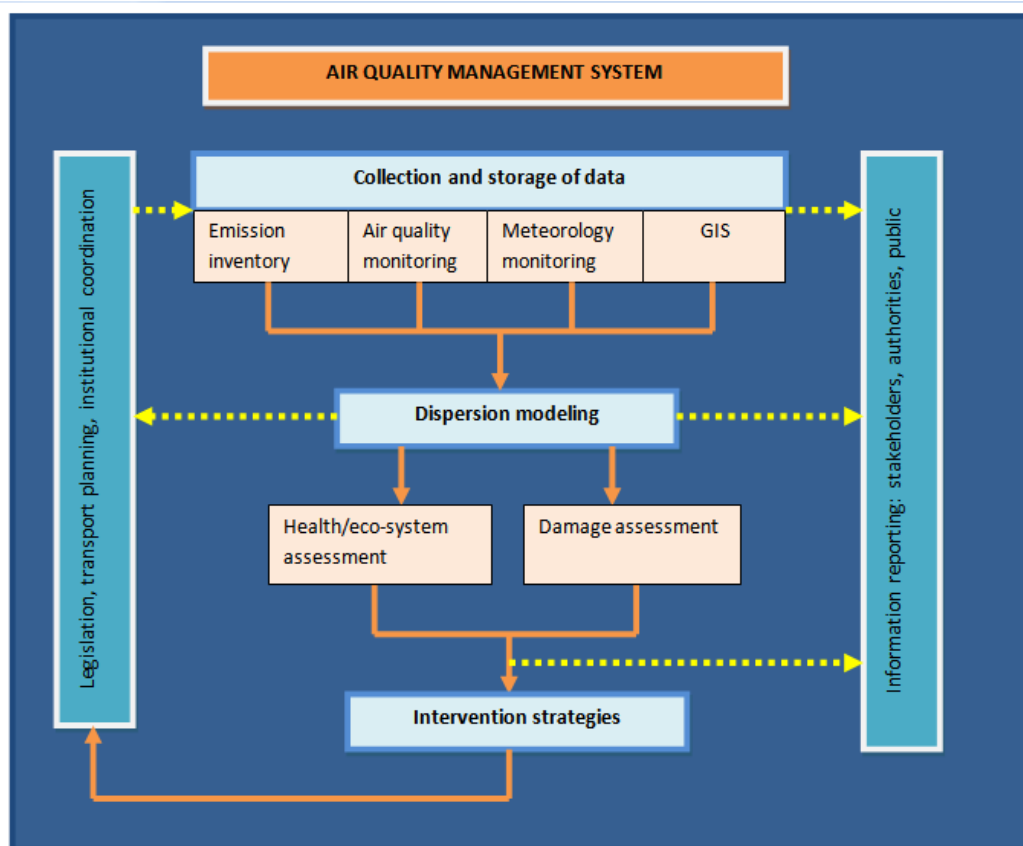 AIR QUALITY MANAGEMENT SYSTEM
Legislation, transport planning, institutional coordination
Collection and storage of data
Emission
inventory
Air quality
monitoring
Meteorology
monitoring
GIS
Dispersion modeling
Health/eco-system
assessment
Damage assessment
Intervention strategies
Information reporting: stakeholders, authorities, public